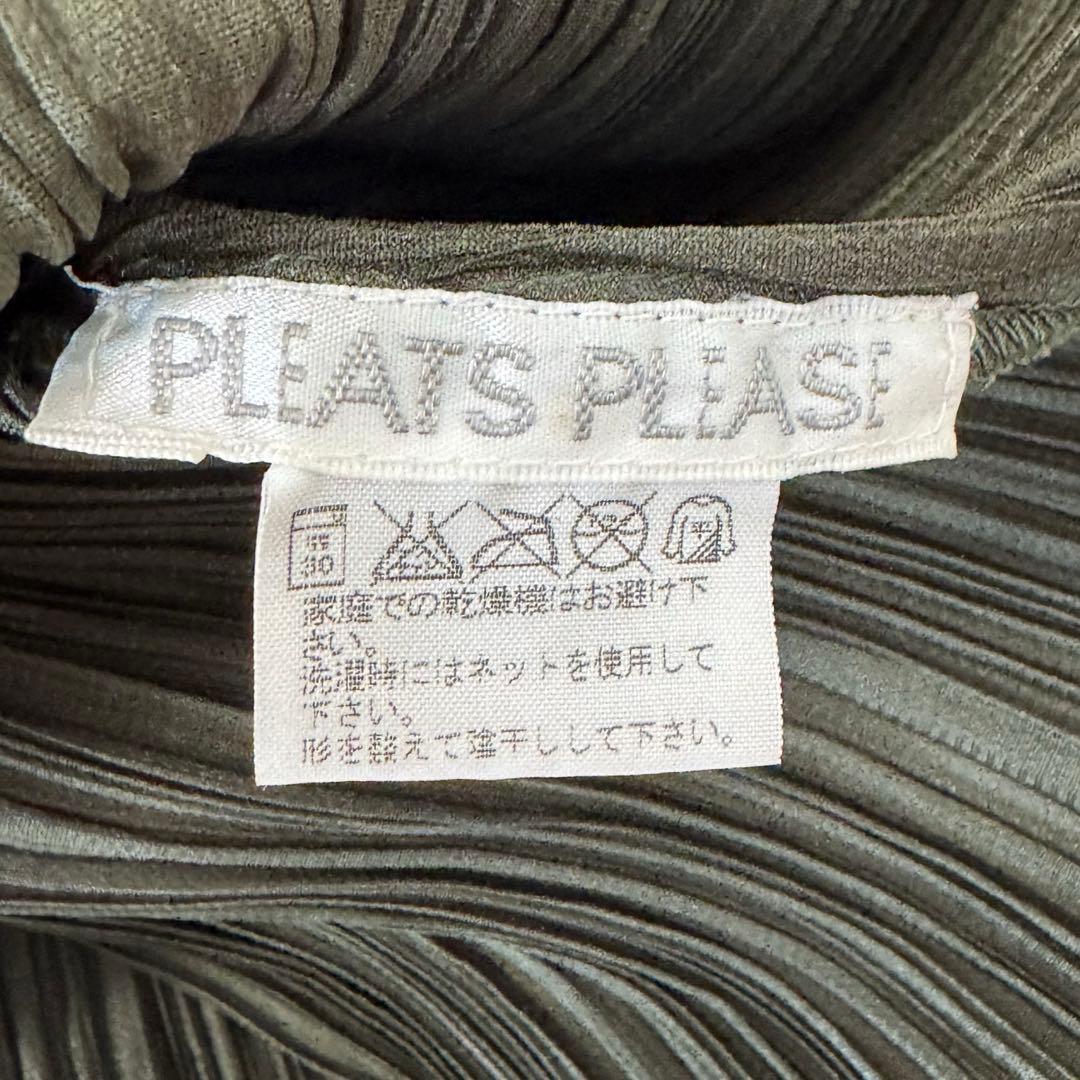 PLEATS PLEASE
家庭での乾燥機はお避け下
さい。
洗濯時にはネットを使用して
下さい。
形を整えて陰干しして下さい。